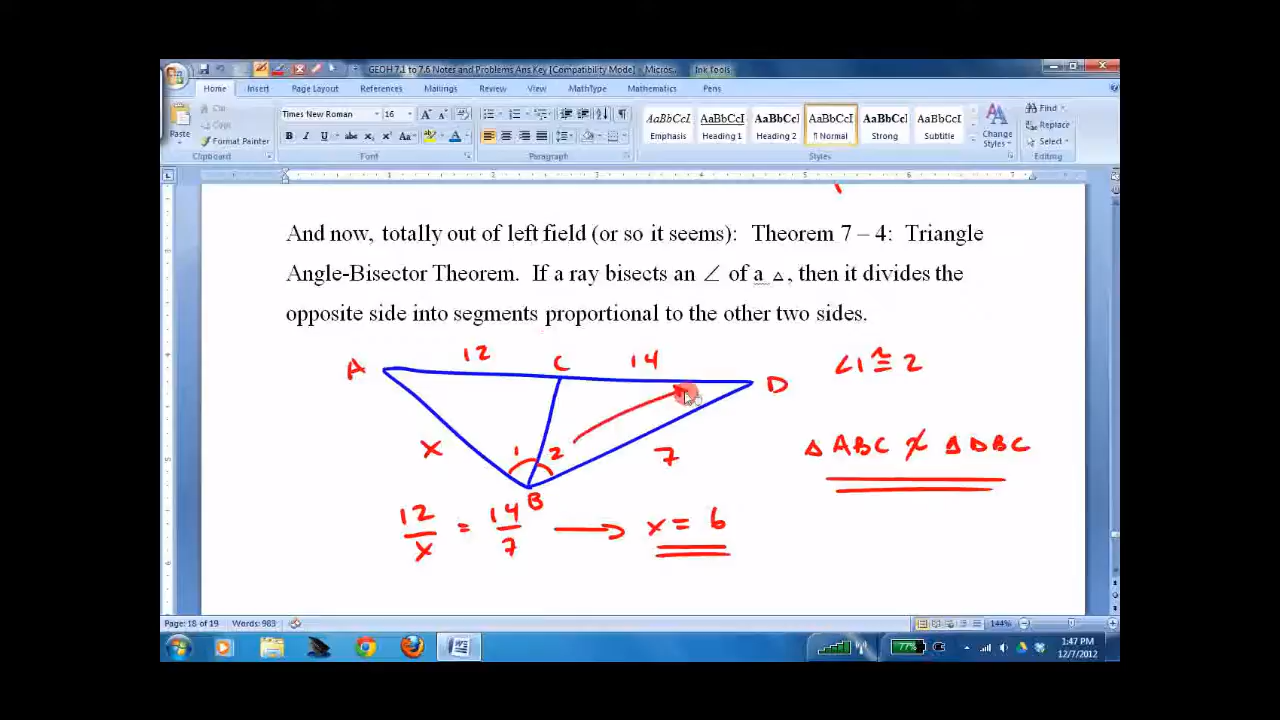 GEOH 7.1 to 7.6 Notes and Problems Ans Key [Compatibility Mode] - Micros...
Ink Tools
Home Insert Page Layout References Mailings Review View MathType Mathematics Pens
Cut
Copy
Format Painter
Paste
Times New Roman 16
AaBbCcI AaBbCcI AaBbCcI AaBbCcI AaBbCcI AaBbCcI
Emphasis Heading 1 Heading 2 ¶ Normal Strong Subtitle
Change Styles
Find
Replace
Select
Clipboard Font Paragraph Styles Editing
And now, totally out of left field (or so it seems): Theorem 7 – 4: Triangle
Angle-Bisector Theorem. If a ray bisects an ∠ of a △, then it divides the
opposite side into segments proportional to the other two sides.
A 12 C 14 D
∠1 ≅ 2
x 1 2 7
△ABC ≁ △DBC
B
12/x = 14/7 → x = 6
Page: 18 of 19 Words: 983 144%
77%
1:47 PM
12/7/2012